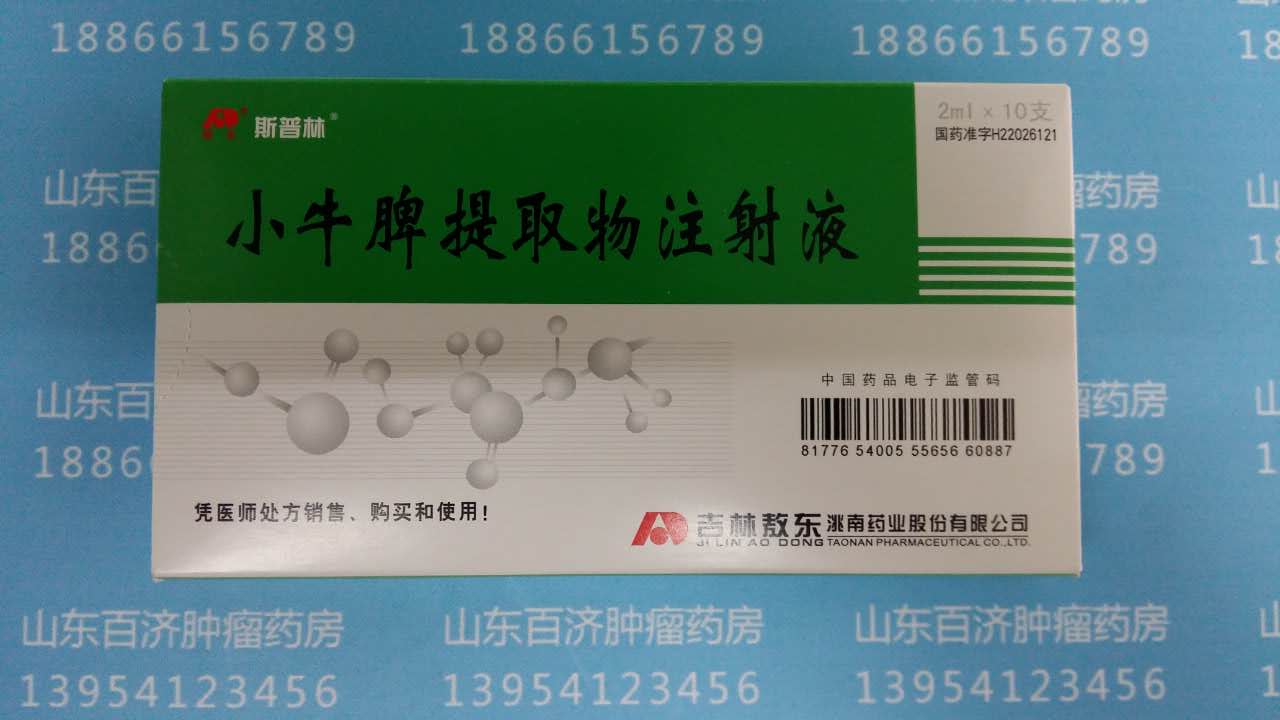 18866156789 18866156789 18866156789
斯普林®
2ml×10支
国药准字H22026121
小牛脾提取物注射液
山东百济 瘤药房
1886 789
中国药品电子监管码
81776 54005 55656 60887
山东百济 瘤药房
1886 789
凭医师处方销售、购买和使用!
吉林敖东 洮南药业股份有限公司
JI LIN AO DONG TAONAN PHARMACEUTICAL CO.,LTD.
山东百济肿瘤药房 山东百济肿瘤药房 山东百济肿瘤药房
13954123456 13954123456 13954123456